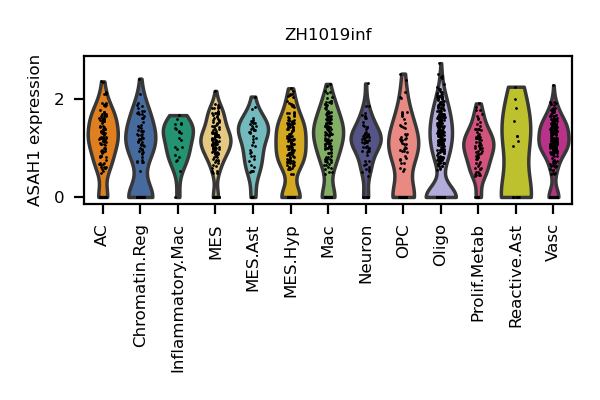 ZH1019inf
ASAH1 expression
2
0
AC
Chromatin.Reg
Inflammatory.Mac
MES
MES.Ast
MES.Hyp
Mac
Neuron
OPC
Oligo
Prolif.Metab
Reactive.Ast
Vasc